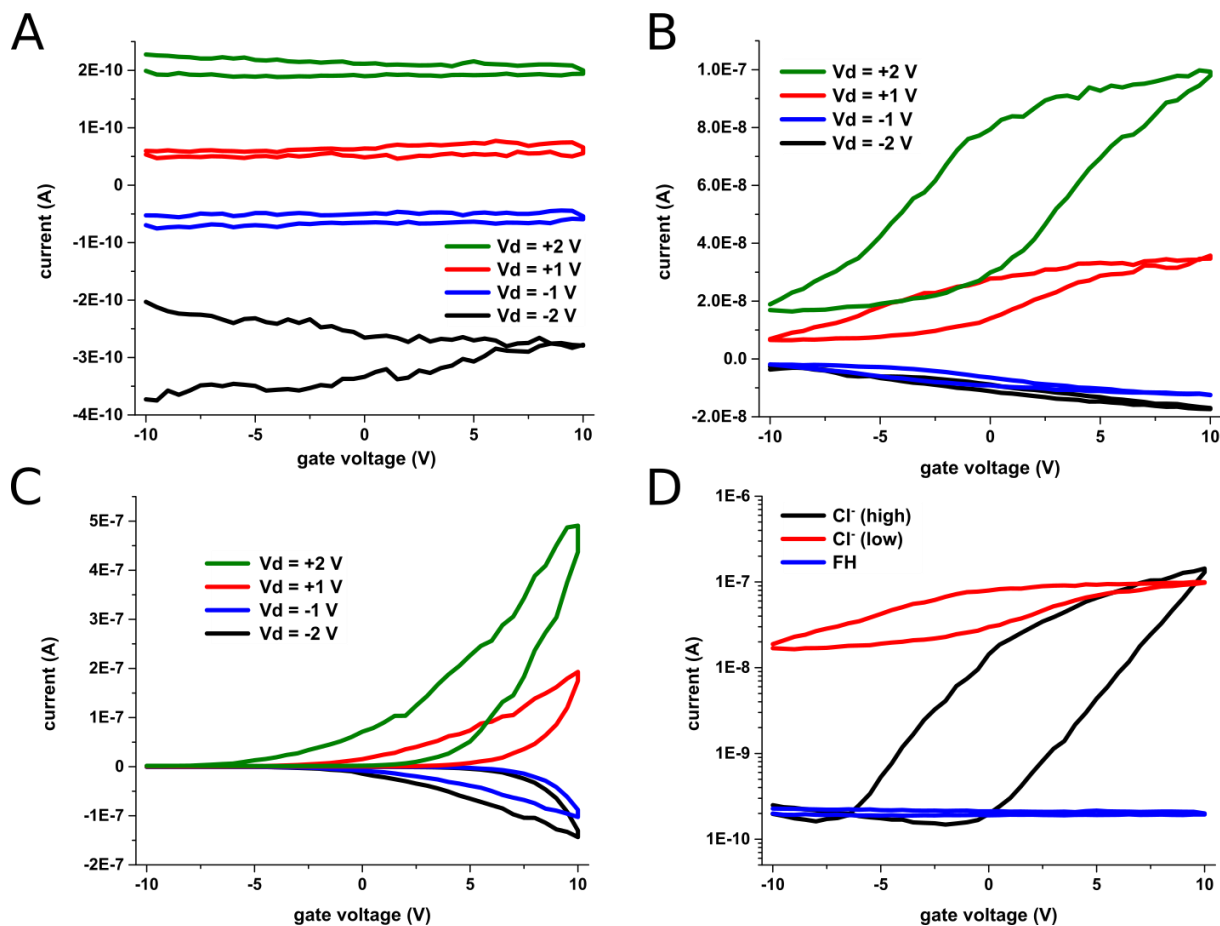 A
2E-10
1E-10
0
-1E-10
-2E-10
-3E-10
-4E-10
current (A)
Vd = +2 V
Vd = +1 V
Vd = -1 V
Vd = -2 V
-10 -5 0 5 10
gate voltage (V)
B
1.0E-7
8.0E-8
6.0E-8
4.0E-8
2.0E-8
0.0
-2.0E-8
current (A)
Vd = +2 V
Vd = +1 V
Vd = -1 V
Vd = -2 V
-10 -5 0 5 10
gate voltage (V)
C
5E-7
4E-7
3E-7
2E-7
1E-7
0
-1E-7
-2E-7
current (A)
Vd = +2 V
Vd = +1 V
Vd = -1 V
Vd = -2 V
-10 -5 0 5 10
gate voltage (V)
D
1E-6
1E-7
1E-8
1E-9
1E-10
current (A)
Cl⁻ (high)
Cl⁻ (low)
FH
-10 -5 0 5 10
gate voltage (V)